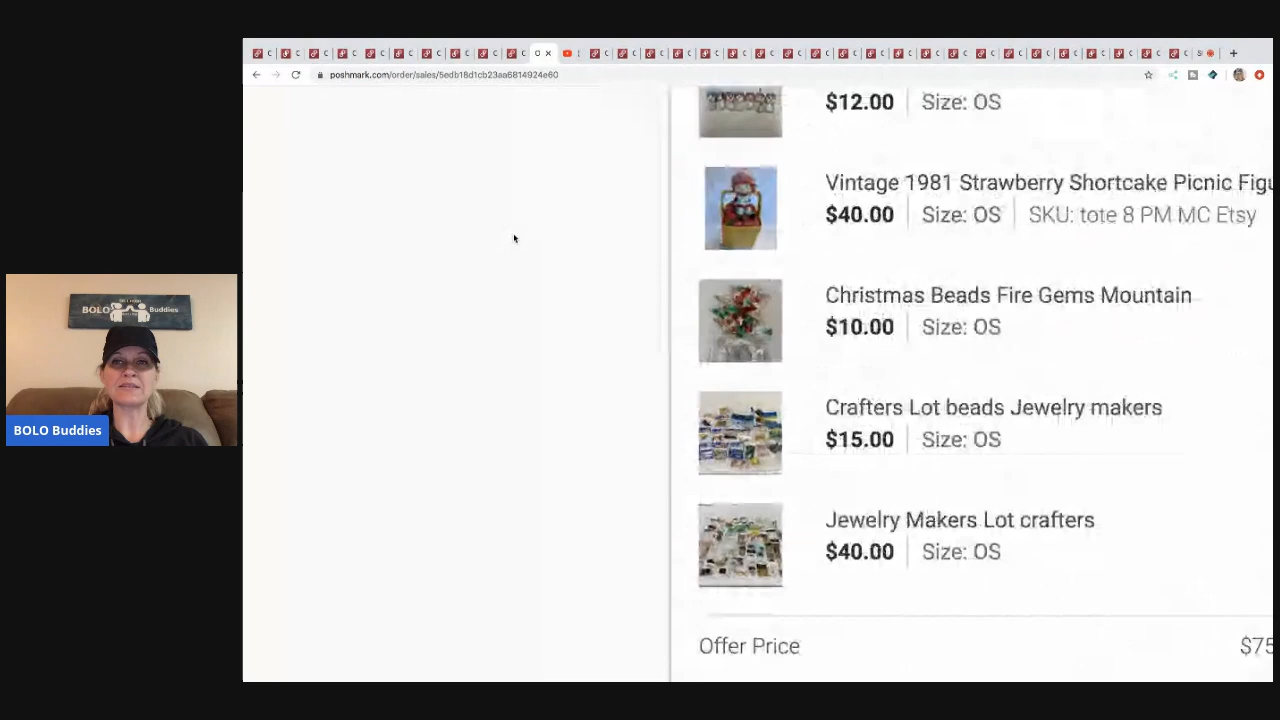 poshmark.com/order/sales/5edb18d1cb23aa6814924e60
$12.00 Size: OS
Vintage 1981 Strawberry Shortcake Picnic Figu
$40.00 Size: OS SKU: tote 8 PM MC Etsy
Christmas Beads Fire Gems Mountain
$10.00 Size: OS
Crafters Lot beads Jewelry makers
$15.00 Size: OS
Jewelry Makers Lot crafters
$40.00 Size: OS
Offer Price $75
BOLO Buddies
BOLO Buddies